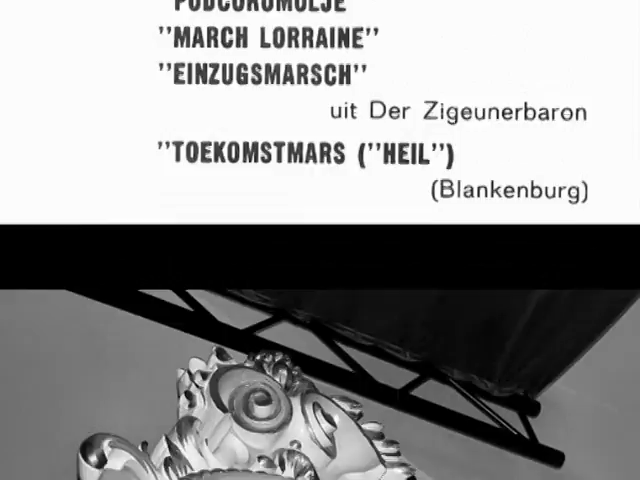 ''MARCH LORRAINE''
''EINZUGSMARSCH''
uit Der Zigeunerbaron
''TOEKOMSTMARS (''HEIL'')
(Blankenburg)